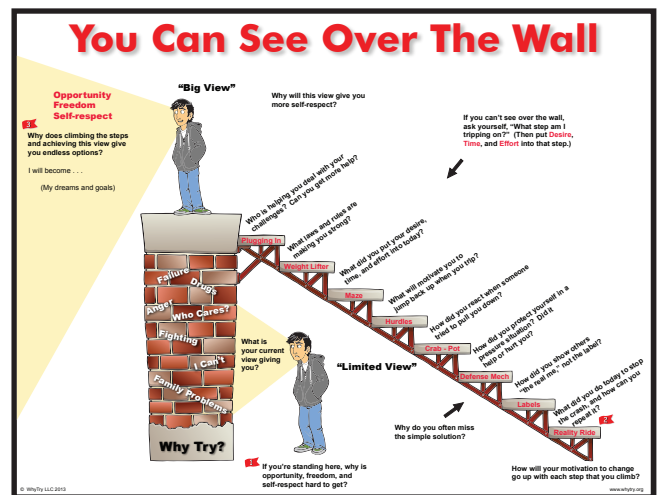 You Can See Over The Wall
Opportunity
Freedom
Self-respect
3
Why does climbing the steps
and achieving this view give
you endless options?
I will become . . .
(My dreams and goals)
“Big View”
Why will this view give you
more self-respect?
If you can’t see over the wall,
ask yourself, “What step am I
tripping on?” (Then put Desire,
Time, and Effort into that step.)
Who is helping you deal with your
challenges? Can you get more help?
Plugging In
What laws and rules are
making you strong?
Weight Lifter
What did you put your desire,
time, and effort into today?
Maze
What will motivate you to
jump back up when you trip?
Hurdles
How did you react when someone
tried to pull you down?
Crab - Pot
How did you protect yourself in a
pressure situation? Did it
help or hurt you?
Defense Mech
How did you show others
"the real me," not the label?
Labels
What did you do today to stop
the crash, and how can you
repeat it?
2
Reality Ride
Failure
Drugs
Anger
Who Cares?
Fighting
I Can't
Family Problems
Why Try?
What is
your current
view giving
you?
“Limited View”
1
If you’re standing here, why is
opportunity, freedom, and
self-respect hard to get?
Why do you often miss
the simple solution?
How will your motivation to change
go up with each step that you climb?
© WhyTry LLC 2013
www.whytry.org